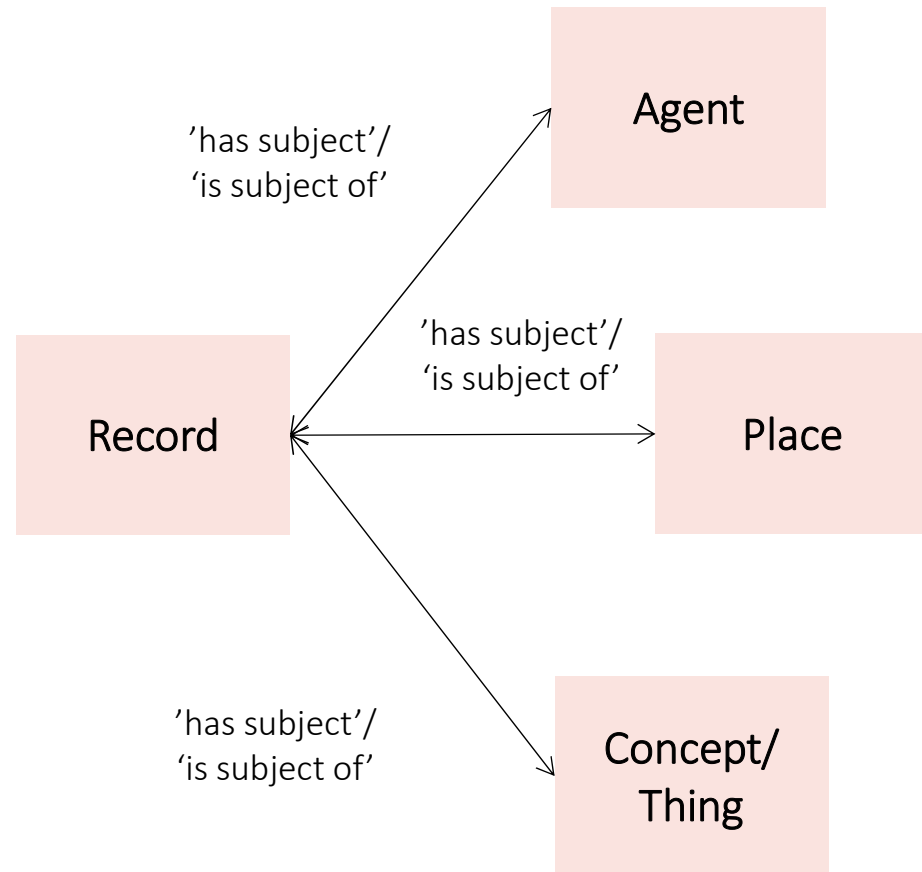 Agent
’has subject’/
‘is subject of’
’has subject’/
‘is subject of’
Record
Place
’has subject’/
‘is subject of’
Concept/
Thing